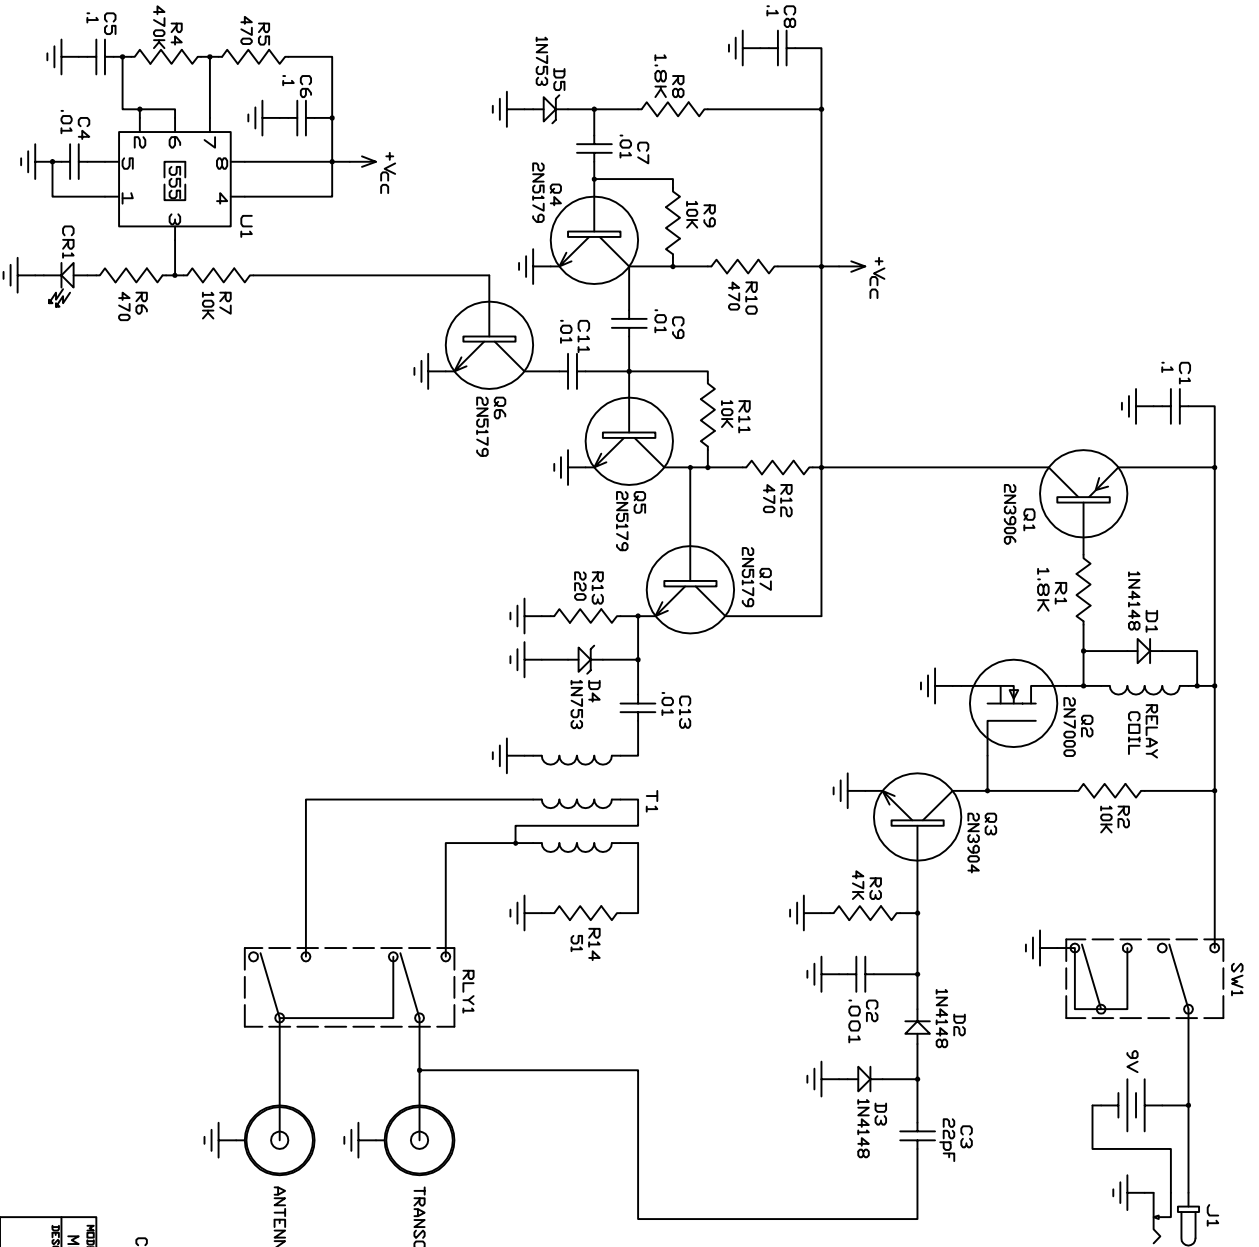 C8
.1
C5
.1
R4
470K
R5
470
C6
.1
C4
.01
2
6
7
5
555
8
1
3
4
U1
+Vcc
CR1
R6
470
R7
10K
D5
1N753
R8
1.8K
C7
.01
Q4
2N5179
R9
10K
R10
470
+Vcc
C9
.01
C11
.01
Q6
2N5179
R11
10K
Q5
2N5179
R12
470
Q7
2N5179
R13
220
D4
1N753
C13
.01
T1
R14
51
RLY1
C1
.1
Q1
2N3906
R1
1.8K
D1
1N4148
RELAY
COIL
Q2
2N7000
R2
10K
Q3
2N3904
R3
47K
C2
.001
D2
1N4148
D3
1N4148
C3
22pF
SW1
9V
J1
ANTENN
TRANSC
C
MOD
M
DES